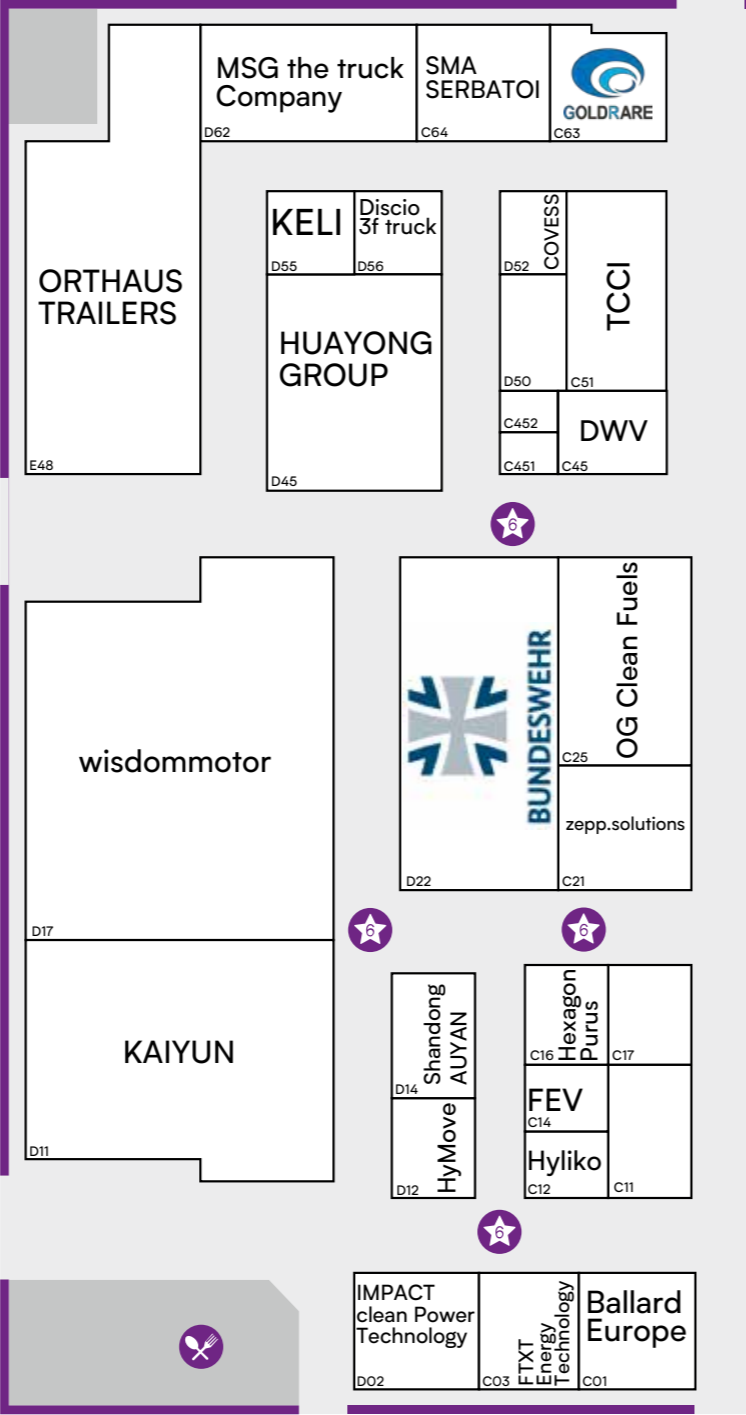 MSG the truck
Company
D62
SMA
SERBATOI
C64
GOLDRARE
C63
ORTHAUS
TRAILERS
E48
KELI
D55
Discio
3f truck
D56
HUAYONG
GROUP
D45
COVESS
D52
TCCI
D50
C51
C452
C451
DWV
C45
6
wisdommotor
D17
BUNDESWEHR
D22
OG Clean Fuels
C25
zepp.solutions
C21
6
6
KAIYUN
D11
Shandong
AUYAN
D14
HyMove
D12
Hexagon
Purus
C16
C17
FEV
C14
Hyliko
C12
C11
6
IMPACT
clean Power
Technology
D02
FTXT
Energy
Technology
C03
Ballard
Europe
C01